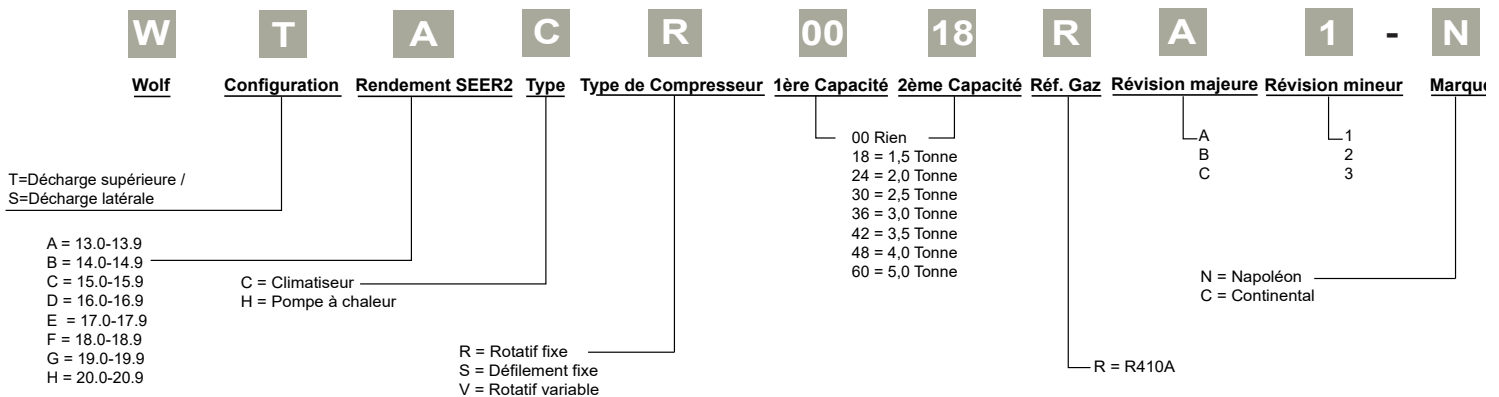 W T A C R 00 18 R A 1 - N
Wolf Configuration Rendement SEER2 Type Type de Compresseur 1ère Capacité 2ème Capacité Réf. Gaz Révision majeure Révision mineur Marque
T=Décharge supérieure /
S=Décharge latérale
A = 13.0-13.9
B = 14.0-14.9
C = 15.0-15.9
D = 16.0-16.9
E = 17.0-17.9
F = 18.0-18.9
G = 19.0-19.9
H = 20.0-20.9
C = Climatiseur
H = Pompe à chaleur
R = Rotatif fixe
S = Défilement fixe
V = Rotatif variable
00 Rien
18 = 1,5 Tonne
24 = 2,0 Tonne
30 = 2,5 Tonne
36 = 3,0 Tonne
42 = 3,5 Tonne
48 = 4,0 Tonne
60 = 5,0 Tonne
R = R410A
A
B
C
1
2
3
N = Napoléon
C = Continental